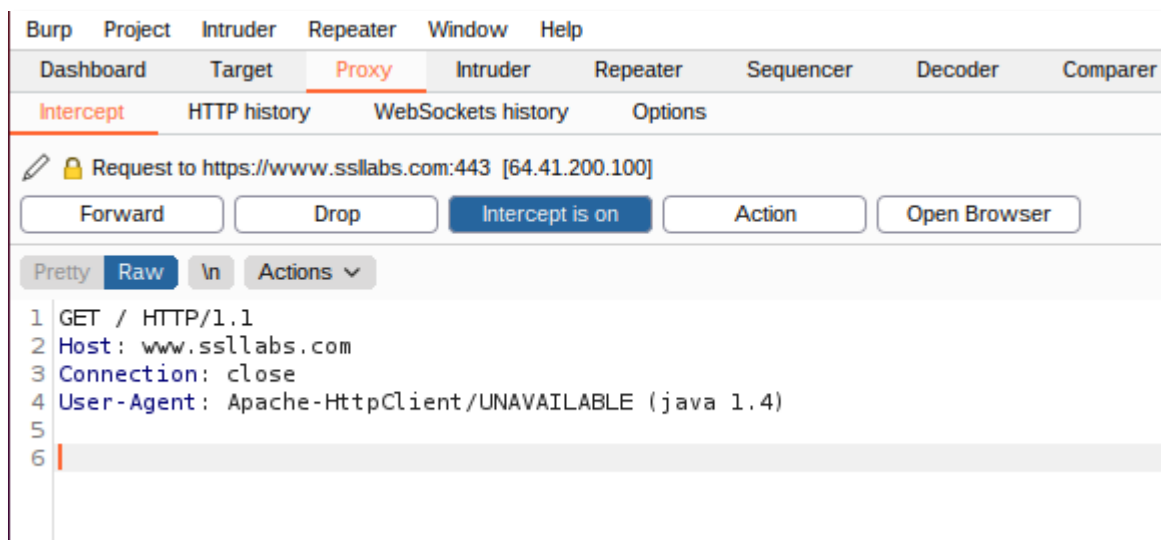 Burp Project Intruder Repeater Window Help
Dashboard Target Proxy Intruder Repeater Sequencer Decoder Comparer
Intercept HTTP history WebSockets history Options
Request to https://www.ssllabs.com:443 [64.41.200.100]
Forward Drop Intercept is on Action Open Browser
Pretty Raw \n Actions
1 GET / HTTP/1.1
2 Host: www.ssllabs.com
3 Connection: close
4 User-Agent: Apache-HttpClient/UNAVAILABLE (java 1.4)
5
6